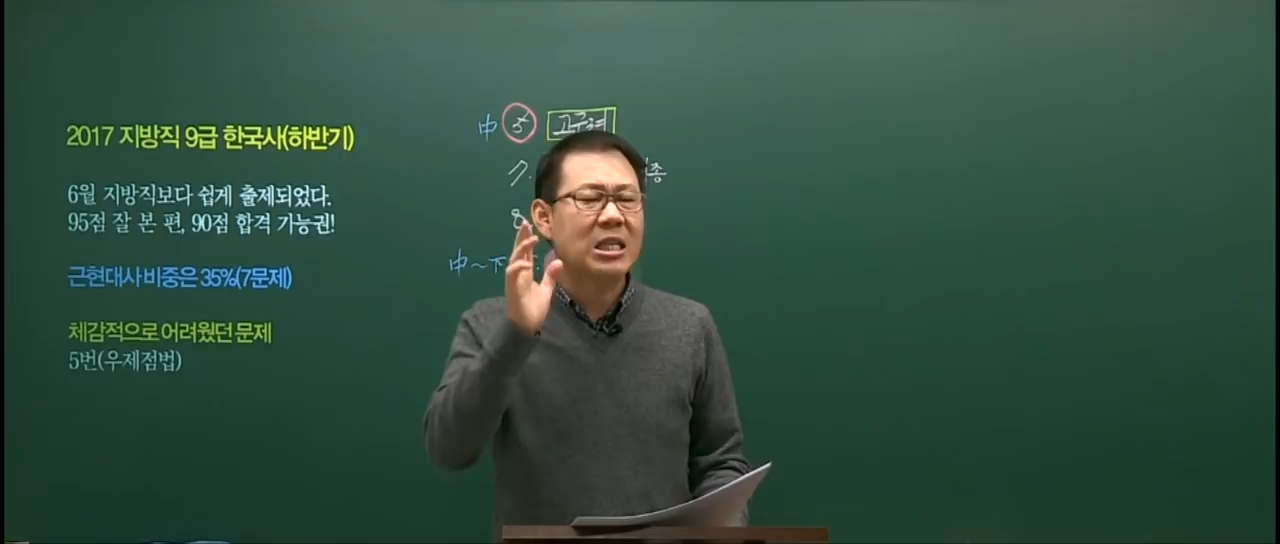 2017 지방직 9급 한국사(하반기)
6월 지방직보다 쉽게 출제되었다.
95점 잘 본 편, 90점 합격 가능권!
근현대사 비중은 35%(7문제)
체감적으로 어려웠던 문제
5번(우제점법)
中 5 고구려
7.
8
中~下